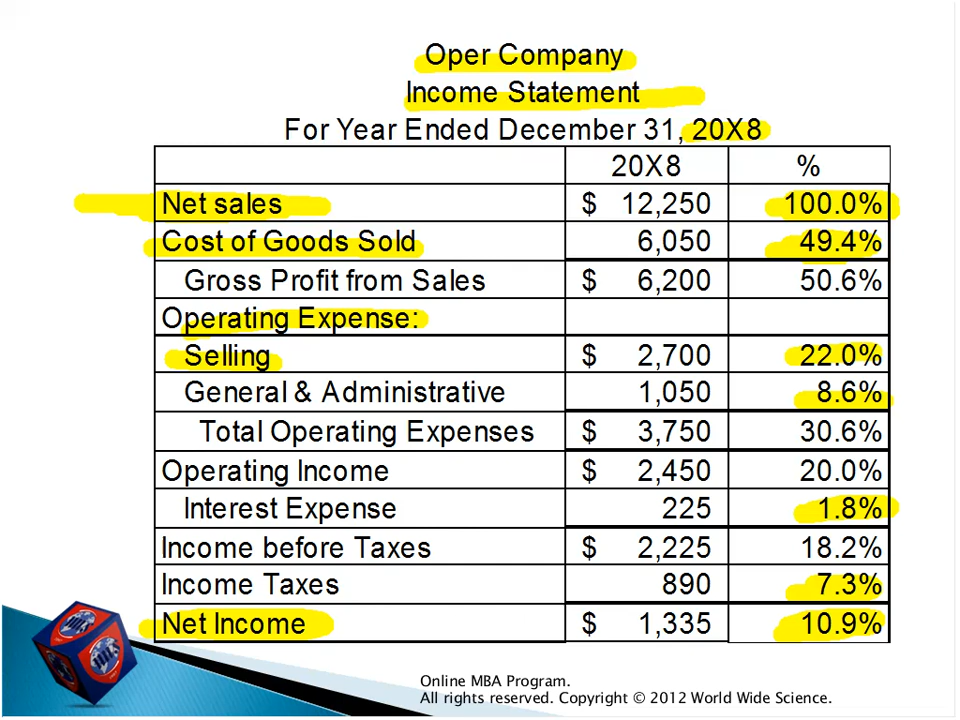 Oper Company
Income Statement
For Year Ended December 31, 20X8
20X8 %
Net sales $ 12,250 100.0%
Cost of Goods Sold 6,050 49.4%
Gross Profit from Sales $ 6,200 50.6%
Operating Expense:
Selling $ 2,700 22.0%
General & Administrative 1,050 8.6%
Total Operating Expenses $ 3,750 30.6%
Operating Income $ 2,450 20.0%
Interest Expense 225 1.8%
Income before Taxes $ 2,225 18.2%
Income Taxes 890 7.3%
Net Income $ 1,335 10.9%
Online MBA Program.
All rights reserved. Copyright © 2012 World Wide Science.